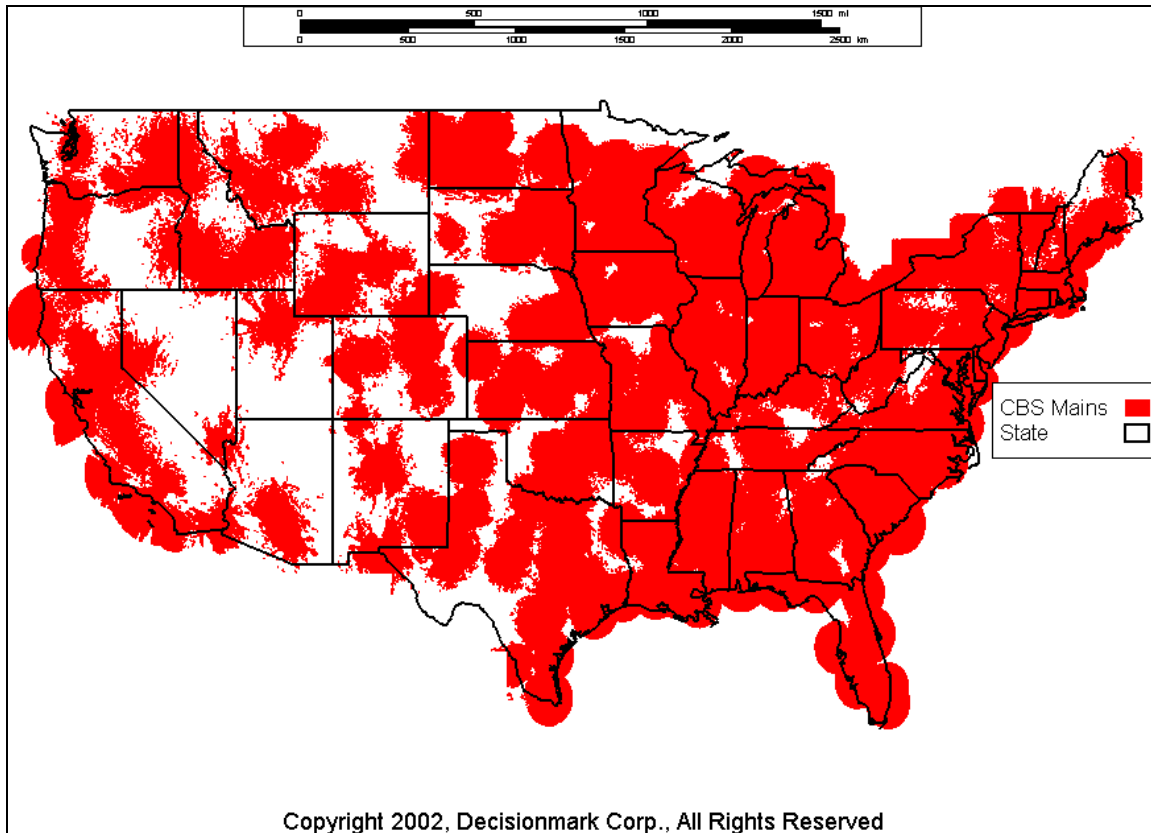 0 500 1000 1500 ml
0 500 1000 1500 2000 2500 km
CBS Mains
State
Copyright 2002, Decisionmark Corp., All Rights Reserved